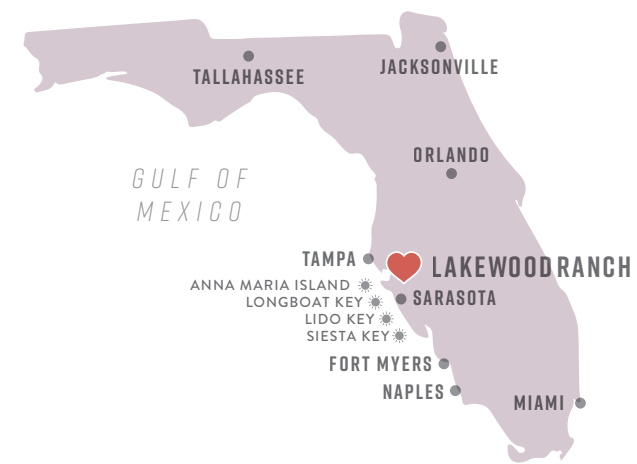 JACKSONVILLE
TALLAHASSEE
ORLANDO
GULF OF
MEXICO
TAMPA
LAKEWOOD RANCH
ANNA MARIA ISLAND
LONGBOAT KEY
SARASOTA
LIDO KEY
SIESTA KEY
FORT MYERS
NAPLES
MIAMI